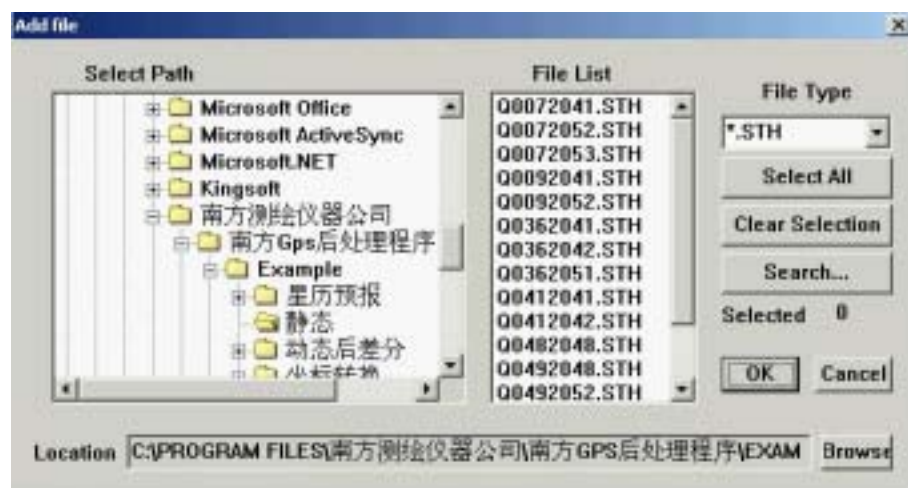 Add file
Select Path
Microsoft Office
Microsoft ActiveSync
Microsoft.NET
Kingsoft
南方测绘仪器公司
南方Gps后处理程序
Example
星历预报
静态
动态后差分
坐标转换
File List
Q0072041.STH
Q0072052.STH
Q0072053.STH
Q0092041.STH
Q0092052.STH
Q0362041.STH
Q0362042.STH
Q0362051.STH
Q0412041.STH
Q0412042.STH
Q0482048.STH
Q0492048.STH
Q0492052.STH
File Type
*.STH
Select All
Clear Selection
Search...
Selected 0
OK Cancel
Location C:\PROGRAM FILES\南方测绘仪器公司\南方GPS后处理程序\EXAM Browse